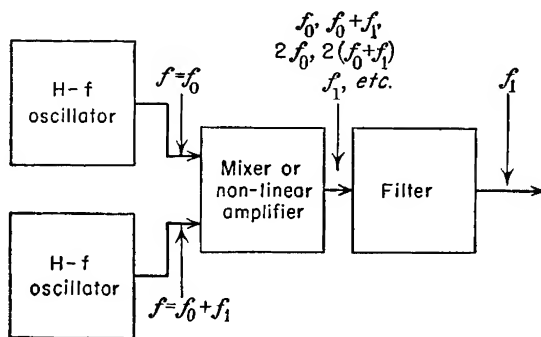 f₀, f₀+f₁,
2f₀, 2(f₀+f₁)
f₁, etc.
f=f₀
f₁
H-f
oscillator
Mixer or
non-linear
amplifier
Filter
H-f
oscillator
f=f₀+f₁